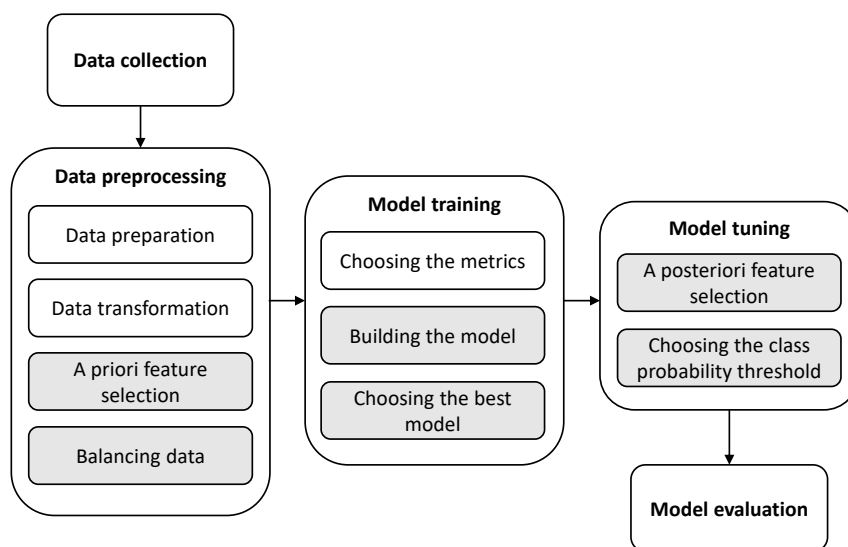 Data collection
Data preprocessing
Data preparation
Data transformation
A priori feature
selection
Balancing data
Model training
Choosing the metrics
Building the model
Choosing the best
model
Model tuning
A posteriori feature
selection
Choosing the class
probability threshold
Model evaluation